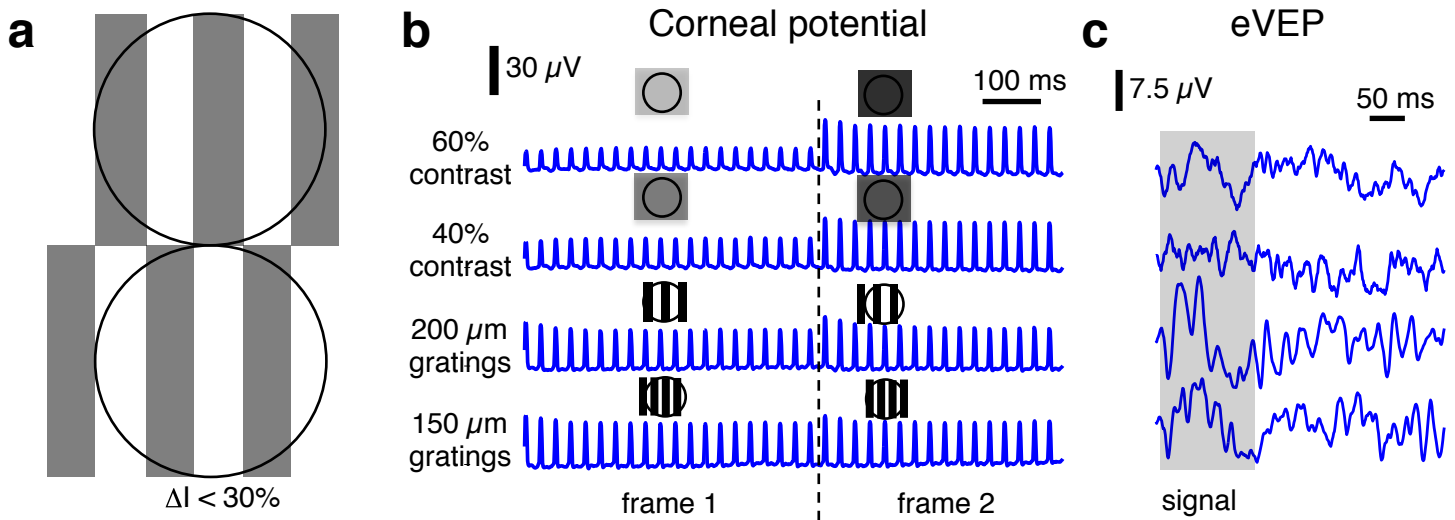 a
ΔI < 30%
b
Corneal potential
30 µV
100 ms
60%
contrast
40%
contrast
200 µm
gratings
150 µm
gratings
frame 1
frame 2
c
eVEP
7.5 µV
50 ms
signal